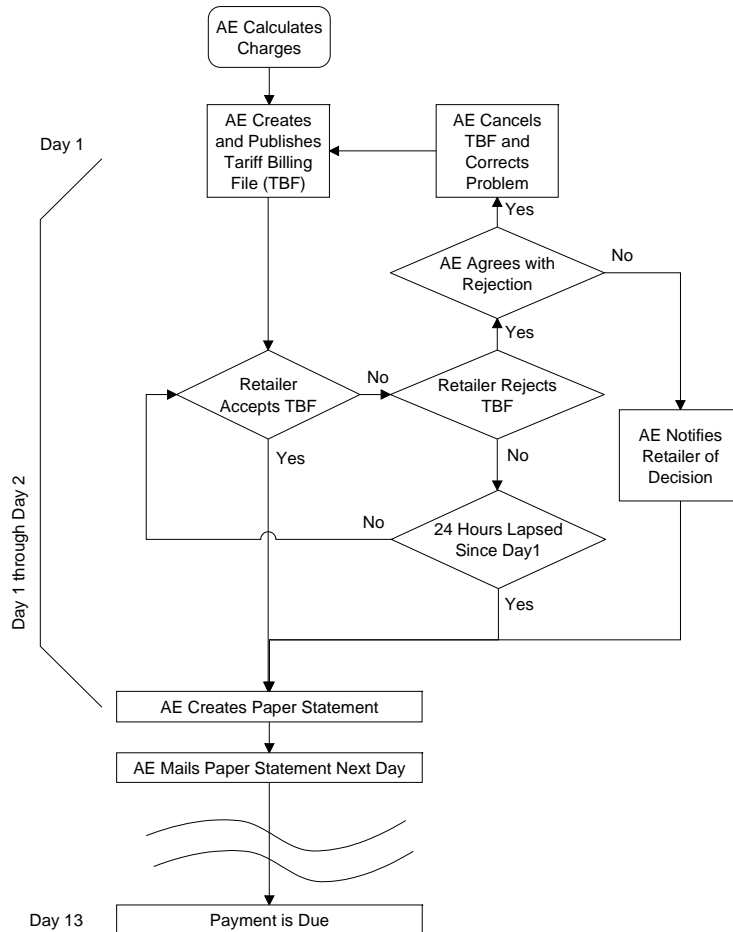 AE Calculates
Charges
Day 1
AE Creates
and Publishes
Tariff Billing
File (TBF)
AE Cancels
TBF and
Corrects
Problem
Yes
AE Agrees with
Rejection
No
Yes
Retailer
Accepts TBF
No
Retailer Rejects
TBF
AE Notifies
Retailer of
Decision
Yes
No
Day 1 through Day 2
No
24 Hours Lapsed
Since Day1
Yes
AE Creates Paper Statement
AE Mails Paper Statement Next Day
Day 13
Payment is Due